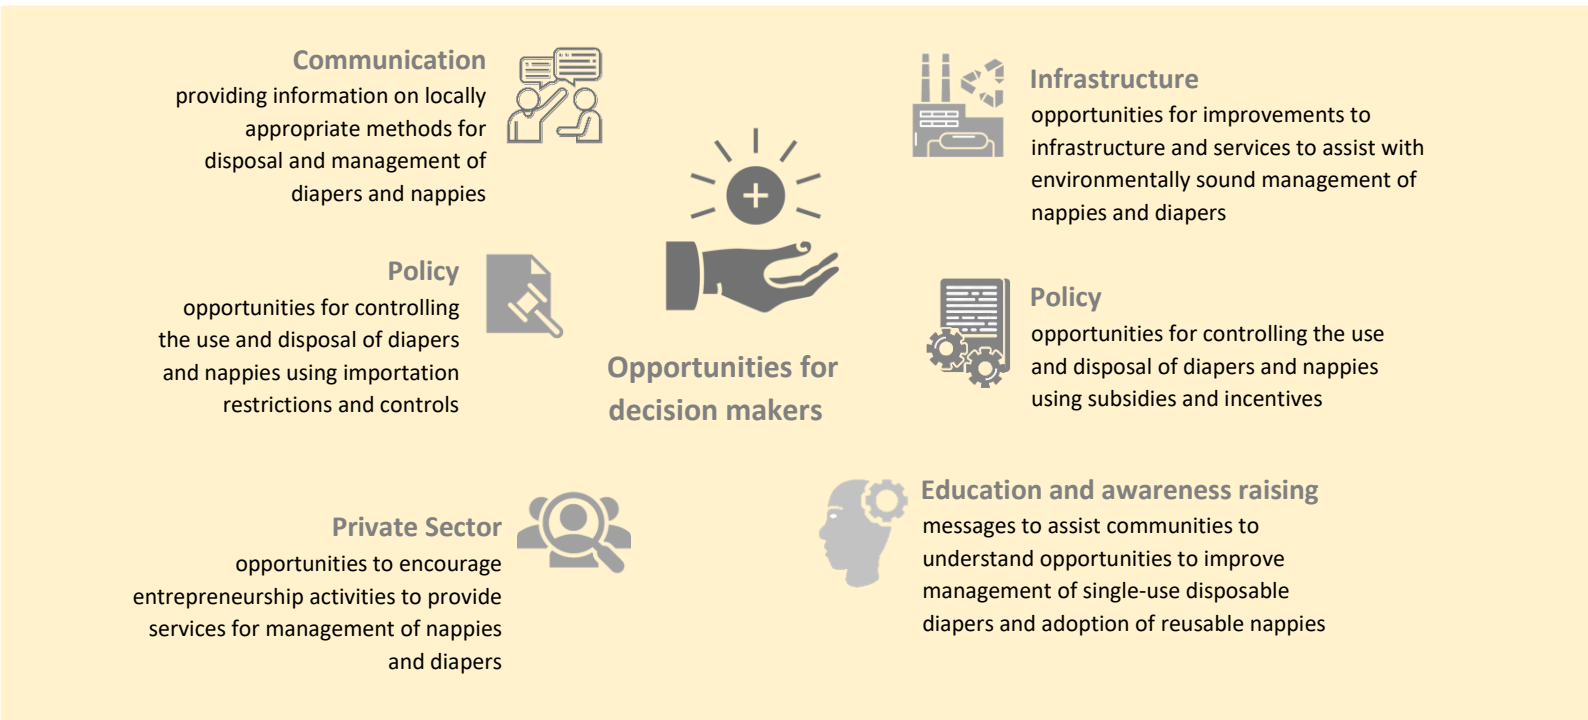 Communication
providing information on locally
appropriate methods for
disposal and management of
diapers and nappies
Policy
opportunities for controlling
the use and disposal of diapers
and nappies using importation
restrictions and controls
Private Sector
opportunities to encourage
entrepreneurship activities to provide
services for management of nappies
and diapers
Opportunities for
decision makers
Infrastructure
opportunities for improvements to
infrastructure and services to assist with
environmentally sound management of
nappies and diapers
Policy
opportunities for controlling the use
and disposal of diapers and nappies
using subsidies and incentives
Education and awareness raising
messages to assist communities to
understand opportunities to improve
management of single-use disposable
diapers and adoption of reusable nappies